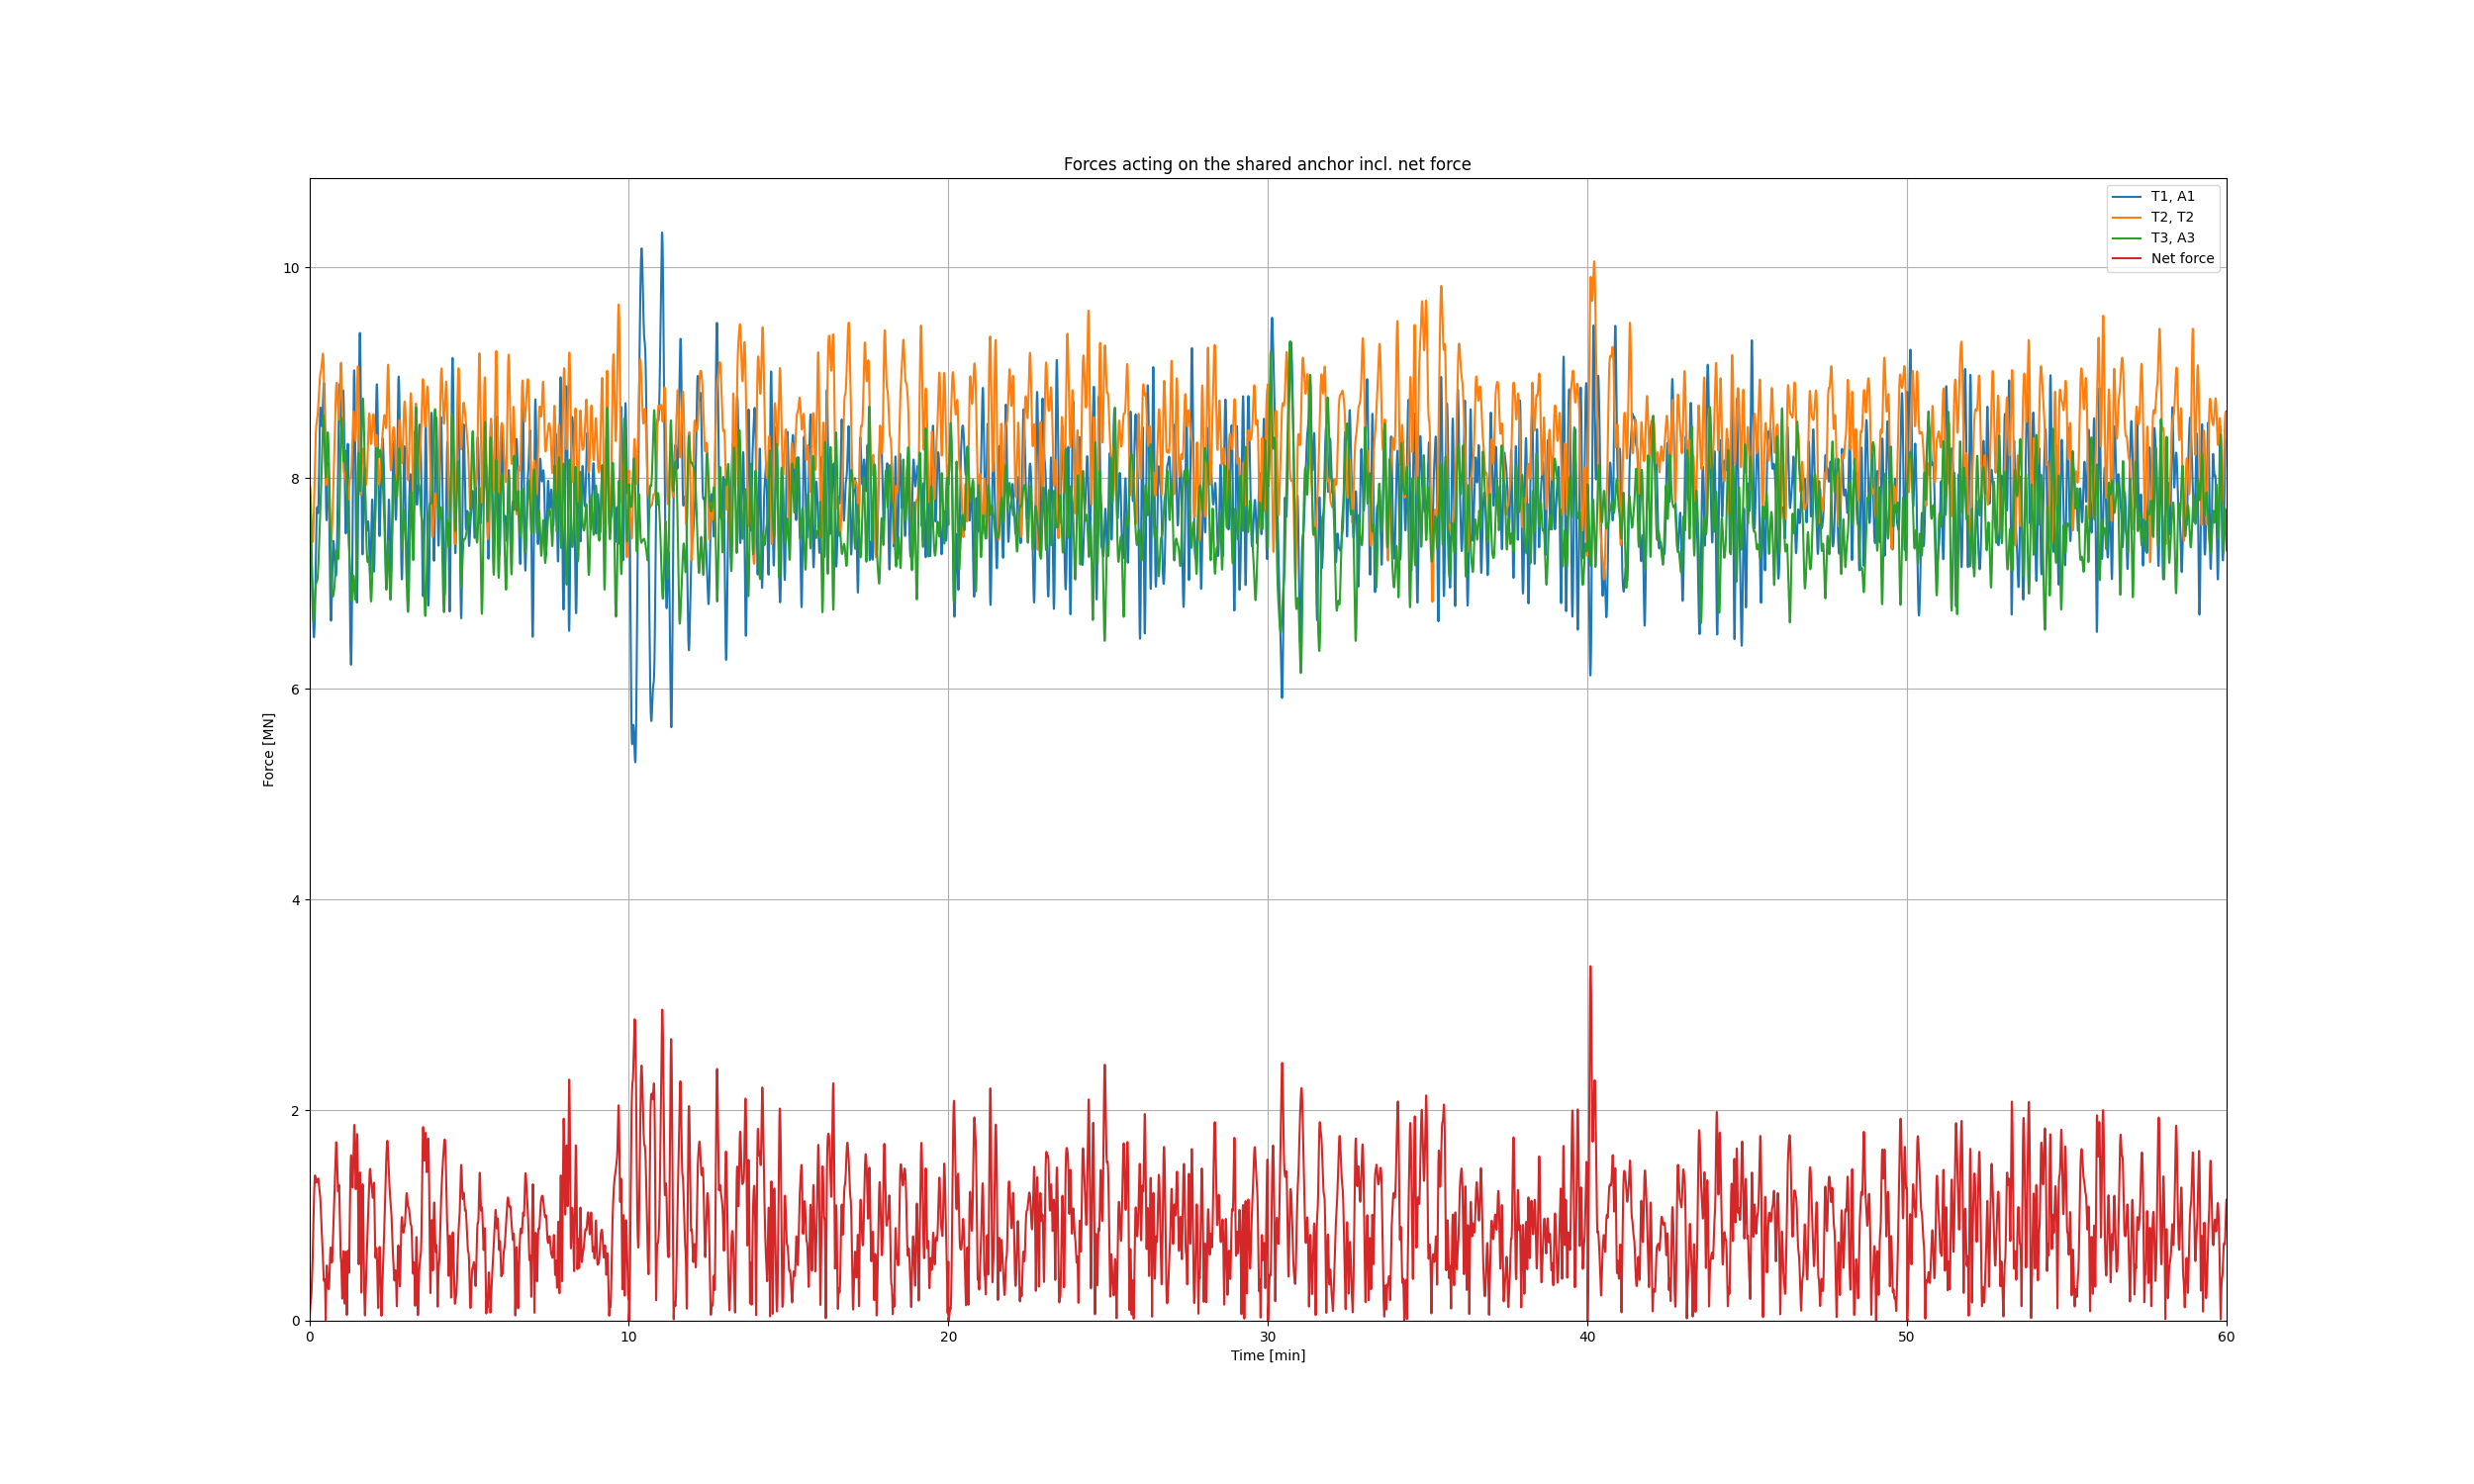 Forces acting on the shared anchor incl. net force
T1, A1
T2, T2
T3, A3
Net force
10
8
6
4
2
0
Force [MN]
0 10 20 30 40 50 60
Time [min]